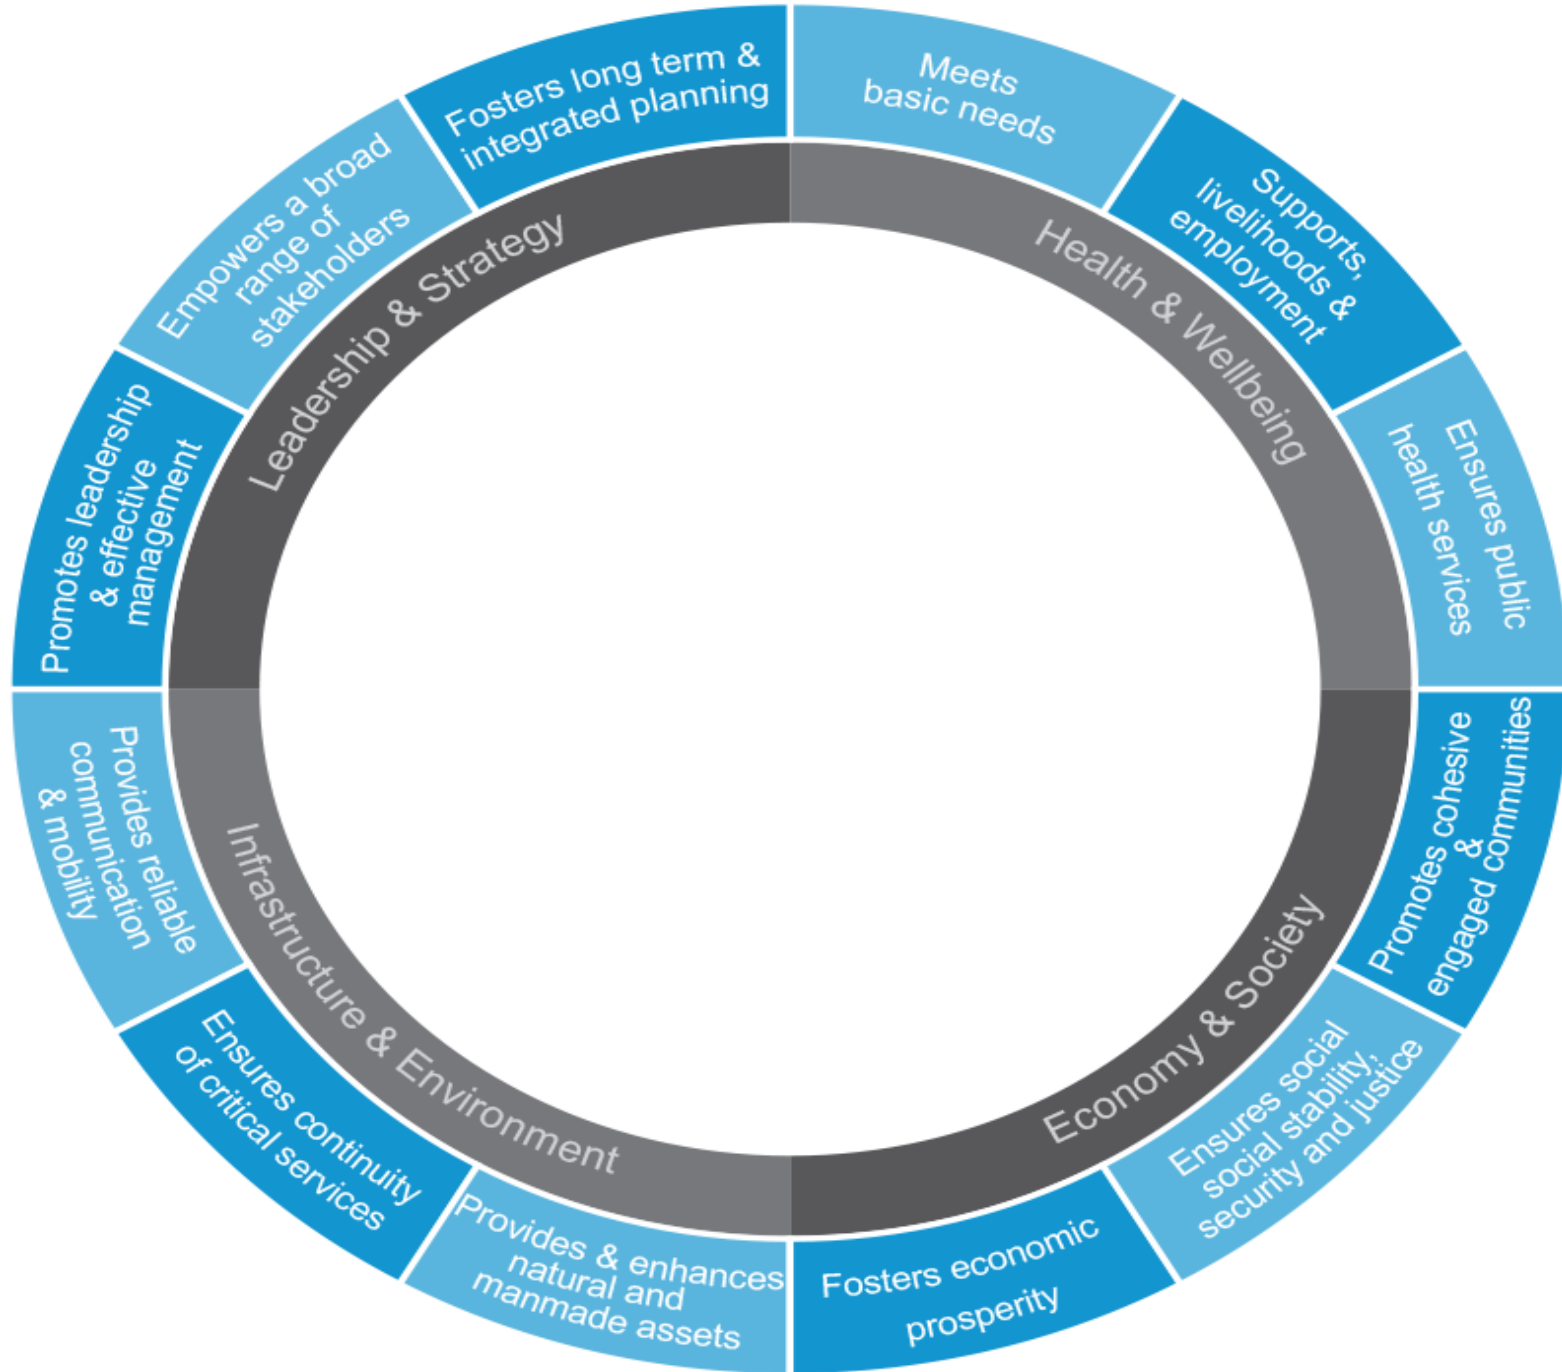 Meets
basic needs
Supports,
livelihoods &
employment
Ensures public
health services
Promotes cohesive
&
engaged communities
Ensures social
social stability,
security and justice
Fosters economic
prosperity
Provides & enhances
natural and
manmade assets
Ensures continuity
of critical services
Provides reliable
communication
& mobility
Promotes leadership
& effective
management
Empowers a broad
range of
stakeholders
Fosters long term &
integrated planning
Health & Wellbeing
Economy & Society
Infrastructure & Environment
Leadership & Strategy